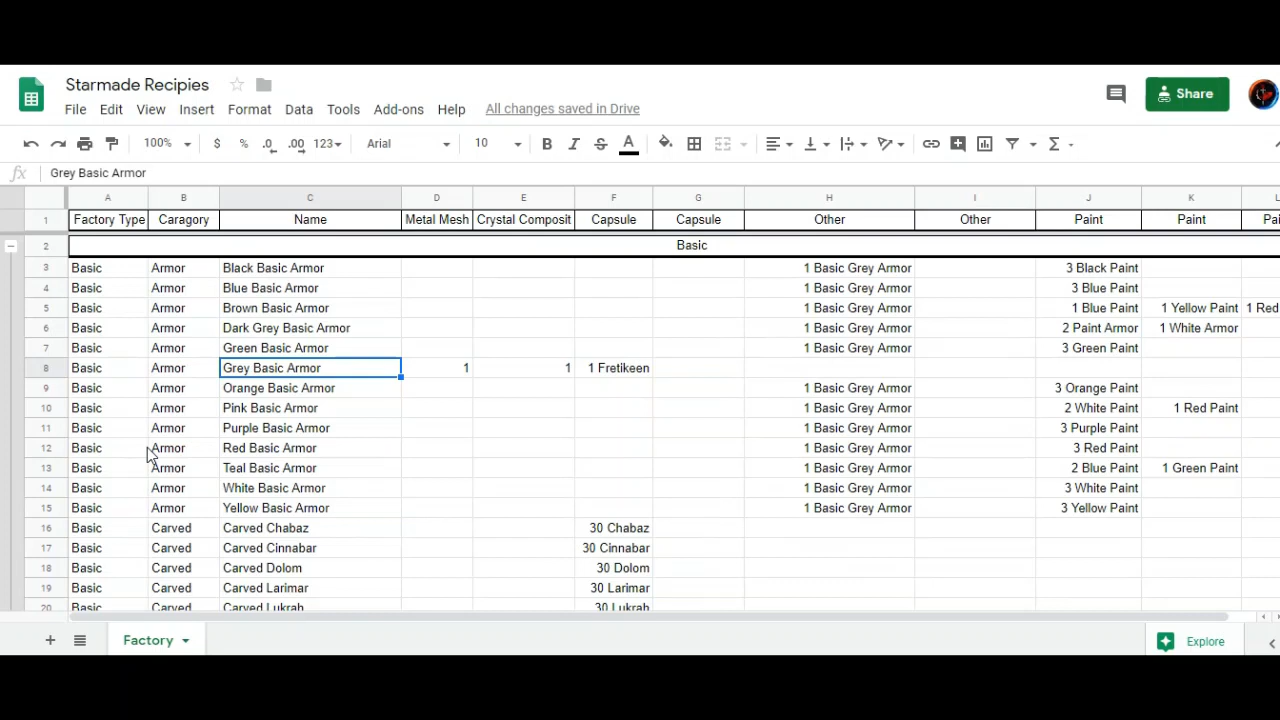 Starmade Recipies
File Edit View Insert Format Data Tools Add-ons Help All changes saved in Drive
Share
100% $ % .0 .00 123 Arial 10 B I S A
fx Grey Basic Armor
A B C D E F G H I J K L
1 Factory Type Caragory Name Metal Mesh Crystal Composit Capsule Capsule Other Other Paint Paint Pai
2 Basic
3 Basic Armor Black Basic Armor 1 Basic Grey Armor 3 Black Paint
4 Basic Armor Blue Basic Armor 1 Basic Grey Armor 3 Blue Paint
5 Basic Armor Brown Basic Armor 1 Basic Grey Armor 1 Blue Paint 1 Yellow Paint 1 Red
6 Basic Armor Dark Grey Basic Armor 1 Basic Grey Armor 2 Paint Armor 1 White Armor
7 Basic Armor Green Basic Armor 1 Basic Grey Armor 3 Green Paint
8 Basic Armor Grey Basic Armor 1 1 1 Fretikeen
9 Basic Armor Orange Basic Armor 1 Basic Grey Armor 3 Orange Paint
10 Basic Armor Pink Basic Armor 1 Basic Grey Armor 2 White Paint 1 Red Paint
11 Basic Armor Purple Basic Armor 1 Basic Grey Armor 3 Purple Paint
12 Basic Armor Red Basic Armor 1 Basic Grey Armor 3 Red Paint
13 Basic Armor Teal Basic Armor 1 Basic Grey Armor 2 Blue Paint 1 Green Paint
14 Basic Armor White Basic Armor 1 Basic Grey Armor 3 White Paint
15 Basic Armor Yellow Basic Armor 1 Basic Grey Armor 3 Yellow Paint
16 Basic Carved Carved Chabaz 30 Chabaz
17 Basic Carved Carved Cinnabar 30 Cinnabar
18 Basic Carved Carved Dolom 30 Dolom
19 Basic Carved Carved Larimar 30 Larimar
20 Basic Carved Carved Lukrah 30 Lukrah
Factory Explore